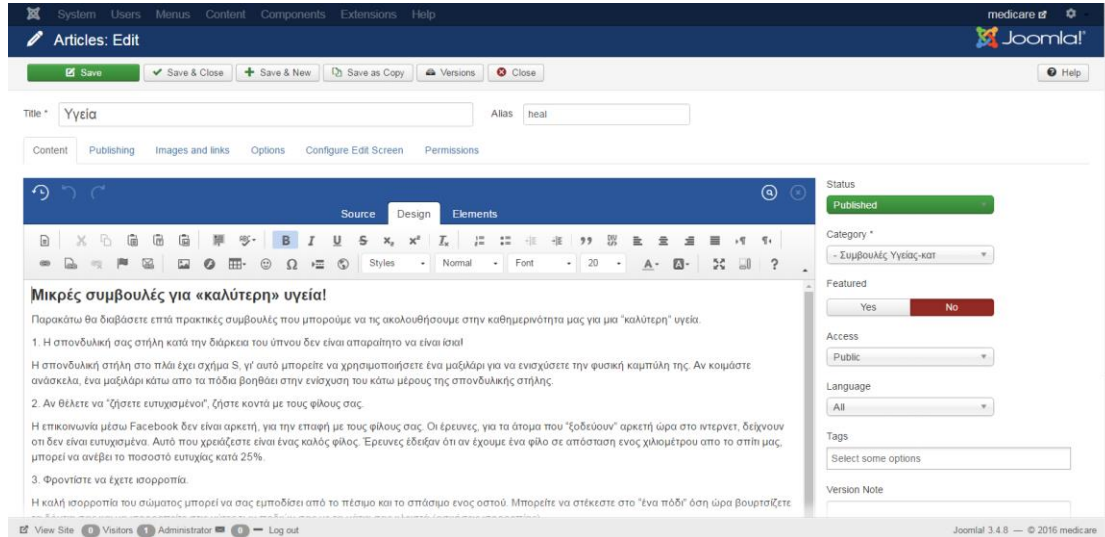 System Users Menus Content Components Extensions Help medicare
Articles: Edit Joomla!
Save Save & Close Save & New Save as Copy Versions Close Help
Title * Υγεία Alias heal
Content Publishing Images and links Options Configure Edit Screen Permissions
Status
Published
Source Design Elements
Category *
- Συμβουλές Υγείας-κατ
Styles Normal Font 20
Featured
Yes No
Μικρές συμβουλές για «καλύτερη» υγεία!
Παρακάτω θα διαβάσετε επτά πρακτικές συμβουλές που μπορούμε να τις ακολουθήσουμε στην καθημερινότητα μας για μια "καλύτερη" υγεία.
Access
Public
1. Η σπονδυλική σας στήλη κατά την διάρκεια του ύπνου δεν είναι απαραίτητο να είναι ίσια!
Η σπονδυλική στήλη στο πλάι έχει σχήμα S, γι' αυτό μπορείτε να χρησιμοποιήσετε ένα μαξιλάρι για να ενισχύσετε την φυσική καμπύλη της. Αν κοιμάστε
ανάσκελα, ένα μαξιλάρι κάτω απο τα πόδια βοηθάει στην ενίσχυση του κάτω μέρους της σπονδυλικής στήλης.
Language
All
2. Αν θέλετε να "ζήσετε ευτυχισμένοι", ζήστε κοντά με τους φίλους σας.
Η επικοινωνία μέσω Facebook δεν είναι αρκετή, για την επαφή με τους φίλους σας. Οι έρευνες, για τα άτομα που "ξοδεύουν" αρκετή ώρα στο ιντερνετ, δείχνουν
οτι δεν είναι ευτυχισμένα. Αυτό που χρειάζεστε είναι ένας καλός φίλος. Έρευνες έδειξαν ότι αν έχουμε ένα φίλο σε απόσταση ενος χιλιομέτρου απο το σπίτι μας,
μπορεί να ανέβει το ποσοστό ευτυχίας κατά 25%.
Tags
Select some options
3. Φροντίστε να έχετε ισορροπία.
Version Note
Η καλή ισορροπία του σώματος μπορεί να σας εμποδίσει από το πέσιμο και το σπάσιμο ενος οστού. Μπορείτε να στέκεστε στο "ένα πόδι" όση ώρα βουρτσίζετε
View Site 0 Visitors 1 Administrator 0 Log out Joomla! 3.4.8 — © 2016 medicare